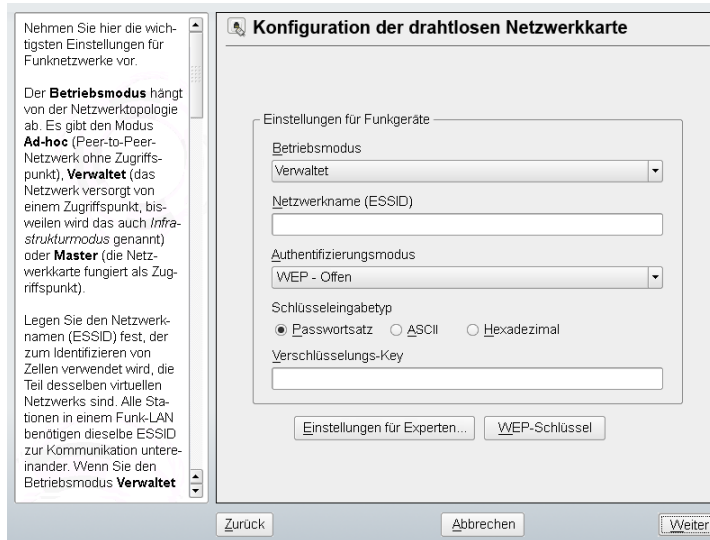 Nehmen Sie hier die wich-
tigsten Einstellungen für
Funknetzwerke vor.
Der Betriebsmodus hängt
von der Netzwerktopologie
ab. Es gibt den Modus
Ad-hoc (Peer-to-Peer-
Netzwerk ohne Zugriffs-
punkt), Verwaltet (das
Netzwerk versorgt von
einem Zugriffspunkt, bis-
weilen wird das auch Infra-
strukturmodus genannt)
oder Master (die Netz-
werkkarte fungiert als Zug-
riffspunkt).
Legen Sie den Netzwerk-
namen (ESSID) fest, der
zum Identifizieren von
Zellen verwendet wird, die
Teil desselben virtuellen
Netzwerks sind. Alle Sta-
tionen in einem Funk-LAN
benötigen dieselbe ESSID
zur Kommunikation untere-
inander. Wenn Sie den
Betriebsmodus Verwaltet
Konfiguration der drahtlosen Netzwerkkarte
Einstellungen für Funkgeräte
Betriebsmodus
Verwaltet
Netzwerkname (ESSID)
Authentifizierungsmodus
WEP - Offen
Schlüsseleingabetyp
Passwortsatz ASCII Hexadezimal
Verschlüsselungs-Key
Einstellungen für Experten... WEP-Schlüssel
Zurück Abbrechen Weiter